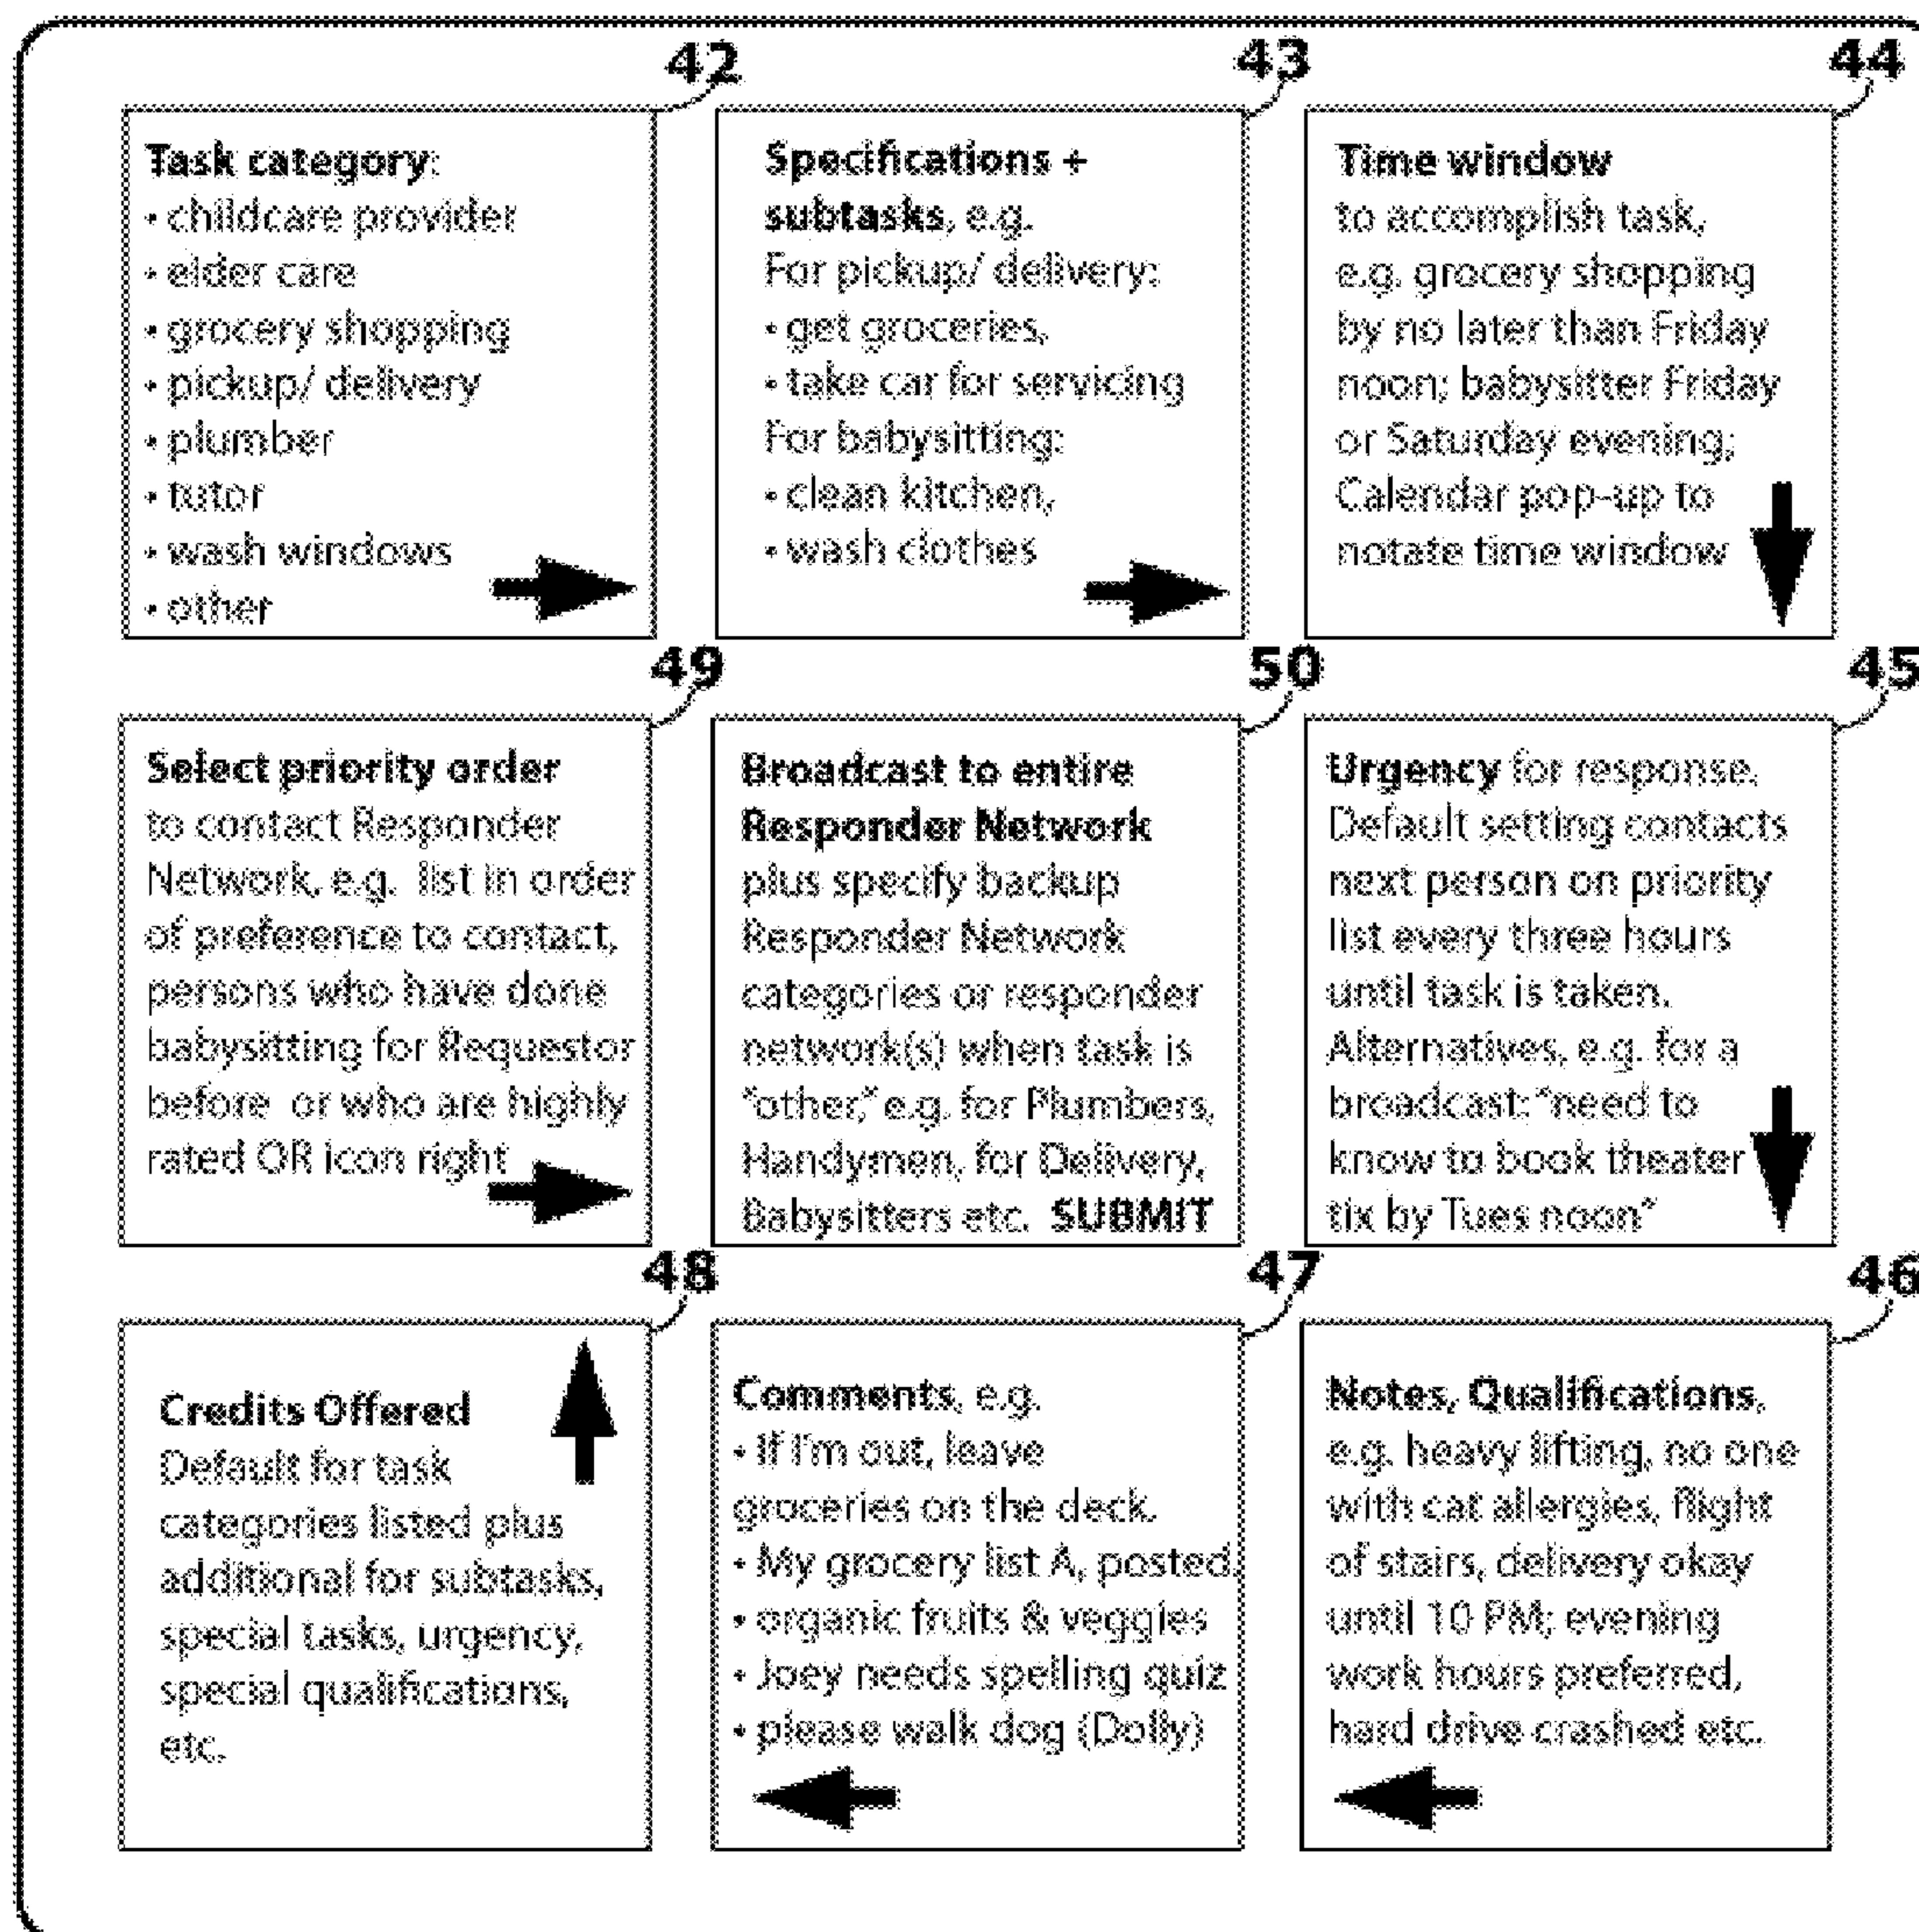 42
Task category:
• childcare provider
• elder care
• grocery shopping
• pickup/ delivery
• plumber
• tutor
• wash windows
• other
43
Specifications +
subtasks, e.g.
For pickup/ delivery:
• get groceries,
• take car for servicing
For babysitting:
• clean kitchen,
• wash clothes
44
Time window
to accomplish task,
e.g. grocery shopping
by no later than Friday
noon; babysitter Friday
or Saturday evening;
Calendar pop-up to
notate time window
49
Select priority order
to contact Responder
Network, e.g. list in order
of preference to contact,
persons who have done
babysitting for Requestor
before or who are highly
rated OR icon right
50
Broadcast to entire
Responder Network
plus specify backup
Responder Network
categories or responder
network(s) when task is
"other," e.g. for Plumbers,
Handymen, for Delivery,
Babysitters etc. SUBMIT
45
Urgency for response.
Default setting contacts
next person on priority
list every three hours
until task is taken.
Alternatives, e.g. for a
broadcast: "need to
know to book theater
tix by Tues noon"
48
Credits Offered
Default for task
categories listed plus
additional for subtasks,
special tasks, urgency,
special qualifications,
etc.
47
Comments, e.g.
• If I'm out, leave
groceries on the deck.
• My grocery list A, posted.
• organic fruits & veggies
• Joey needs spelling quiz
• please walk dog (Dolly)
46
Notes, Qualifications,
e.g. heavy lifting, no one
with cat allergies, flight
of stairs, delivery okay
until 10 PM; evening
work hours preferred,
hard drive crashed etc.